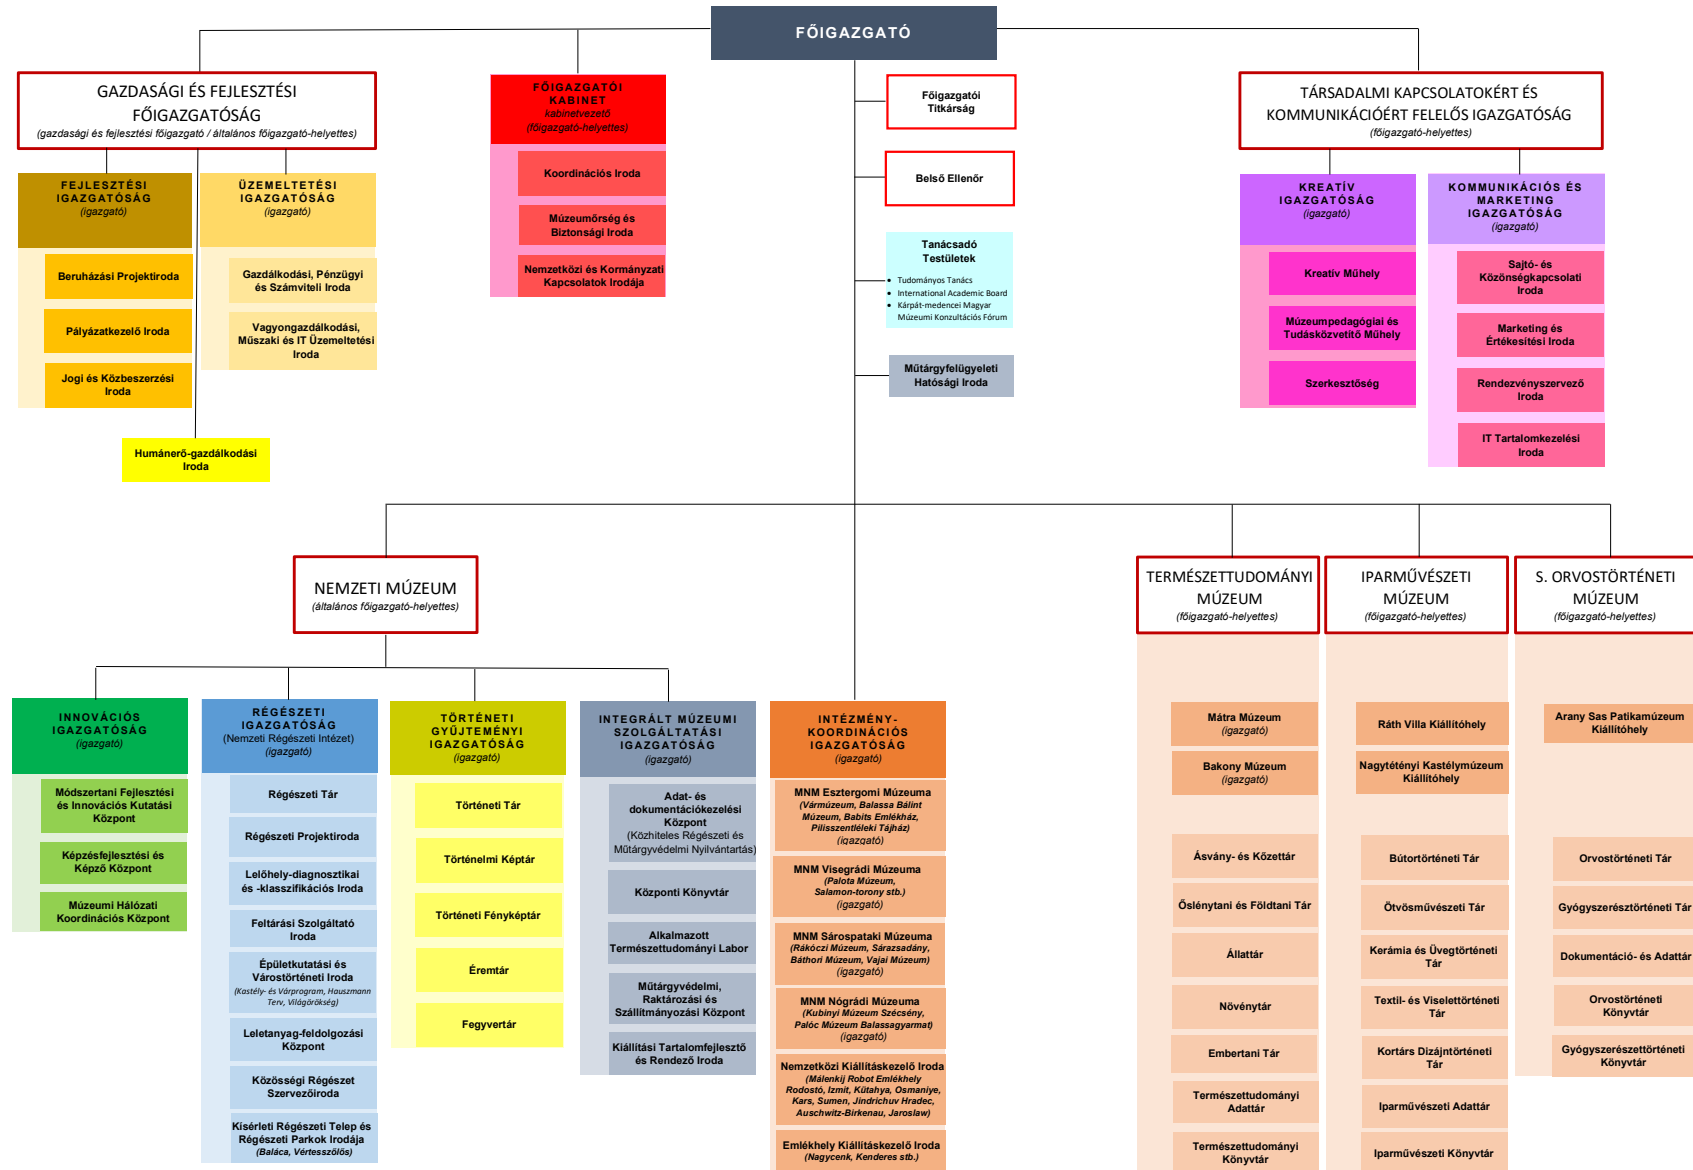 FŐIGAZGATÓ
GAZDASÁGI ÉS FEJLESZTÉSI
FŐIGAZGATÓSÁG
(gazdasági és fejlesztési főigazgató / általános főigazgató-helyettes)
FEJLESZTÉSI
IGAZGATÓSÁG
(igazgató)
Beruházási Projektiroda
Pályázatkezelő Iroda
Jogi és Közbeszerzési
Iroda
ÜZEMELTETÉSI
IGAZGATÓSÁG
(igazgató)
Gazdálkodási, Pénzügyi
és Számviteli Iroda
Vagyongazdálkodási,
Műszaki és IT Üzemeltetési
Iroda
Humánerő-gazdálkodási
Iroda
FŐIGAZGATÓI
KABINET
kabinetvezető
(főigazgató-helyettes)
Koordinációs Iroda
Múzeumőrség és
Biztonsági Iroda
Nemzetközi és Kormányzati
Kapcsolatok Irodája
Főigazgatói
Titkárság
Belső Ellenőr
Tanácsadó
Testületek
• Tudományos Tanács
• International Academic Board
• Kárpát-medencei Magyar
Múzeumi Konzultációs Fórum
Műtárgyfelügyeleti
Hatósági Iroda
TÁRSADALMI KAPCSOLATOKÉRT ÉS
KOMMUNIKÁCIÓÉRT FELELŐS IGAZGATÓSÁG
(főigazgató-helyettes)
KREATÍV
IGAZGATÓSÁG
(igazgató)
Kreatív Műhely
Múzeumpedagógiai és
Tudásközvetítő Műhely
Szerkesztőség
KOMMUNIKÁCIÓS ÉS
MARKETING
IGAZGATÓSÁG
(igazgató)
Sajtó- és
Közönségkapcsolati
Iroda
Marketing és
Értékesítési Iroda
Rendezvényszervező
Iroda
IT Tartalomkezelési
Iroda
NEMZETI MÚZEUM
(általános főigazgató-helyettes)
INNOVÁCIÓS
IGAZGATÓSÁG
(igazgató)
Módszertani Fejlesztési
és Innovációs Kutatási
Központ
Képzésfejlesztési és
Képző Központ
Múzeumi Hálózati
Koordinációs Központ
RÉGÉSZETI
IGAZGATÓSÁG
(Nemzeti Régészeti Intézet)
(igazgató)
Régészeti Tár
Régészeti Projektiroda
Lelőhely-diagnosztikai
és -klasszifikációs Iroda
Feltárási Szolgáltató
Iroda
Épületkutatási és
Várostörténeti Iroda
(Kastély- és Várprogram, Hauszmann
Terv, Világörökség)
Leletanyag-feldolgozási
Központ
Közösségi Régészet
Szervezőiroda
Kísérleti Régészeti Telep és
Régészeti Parkok Irodája
(Baláca, Vértesszőlős)
TÖRTÉNETI
GYŰJTEMÉNYI
IGAZGATÓSÁG
(igazgató)
Történeti Tár
Történelmi Képtár
Történeti Fényképtár
Éremtár
Fegyvertár
INTEGRÁLT MÚZEUMI
SZOLGÁLTATÁSI
IGAZGATÓSÁG
(igazgató)
Adat- és
dokumentációkezelési
Központ
(Közhiteles Régészeti és
Műtárgyvédelmi Nyilvántartás)
Központi Könyvtár
Alkalmazott
Természettudományi Labor
Műtárgyvédelmi,
Raktározási és
Szállítmányozási Központ
Kiállítási Tartalomfejlesztő
és Rendező Iroda
INTÉZMÉNY-
KOORDINÁCIÓS
IGAZGATÓSÁG
(igazgató)
MNM Esztergomi Múzeuma
(Vármúzeum, Balassa Bálint
Múzeum, Babits Emlékház,
Pilisszentléleki Tájház)
(igazgató)
MNM Visegrádi Múzeuma
(Palota Múzeum,
Salamon-torony stb.)
(igazgató)
MNM Sárospataki Múzeuma
(Rákóczi Múzeum, Sárazsadány,
Báthori Múzeum, Vajai Múzeum)
(igazgató)
MNM Nógrádi Múzeuma
(Kubinyi Múzeum Szécsény,
Palóc Múzeum Balassagyarmat)
(igazgató)
Nemzetközi Kiállításkezelő Iroda
(Málenkij Robot Emlékhely
Rodostó, Izmit, Kütahya, Osmaniye,
Kars, Sumen, Jindrichuv Hradec,
Auschwitz-Birkenau, Jaroslaw)
Emlékhely Kiállításkezelő Iroda
(Nagycenk, Kenderes stb.)
TERMÉSZETTUDOMÁNYI
MÚZEUM
(főigazgató-helyettes)
Mátra Múzeum
(igazgató)
Bakony Múzeum
(igazgató)
Ásvány- és Kőzettár
Őslénytani és Földtani Tár
Állattár
Növénytár
Embertani Tár
Természettudományi
Adattár
Természettudományi
Könyvtár
IPARMŰVÉSZETI
MÚZEUM
(főigazgató-helyettes)
Ráth Villa Kiállítóhely
Nagytétényi Kastélymúzeum
Kiállítóhely
Bútortörténeti Tár
Ötvösművészeti Tár
Kerámia és Üvegtörténeti
Tár
Textil- és Viselettörténeti
Tár
Kortárs Dizájntörténeti
Tár
Iparművészeti Adattár
Iparművészeti Könyvtár
S. ORVOSTÖRTÉNETI
MÚZEUM
(főigazgató-helyettes)
Arany Sas Patikamúzeum
Kiállítóhely
Orvostörténeti Tár
Gyógyszerésztörténeti Tár
Dokumentáció- és Adattár
Orvostörténeti
Könyvtár
Gyógyszerészettörténeti
Könyvtár